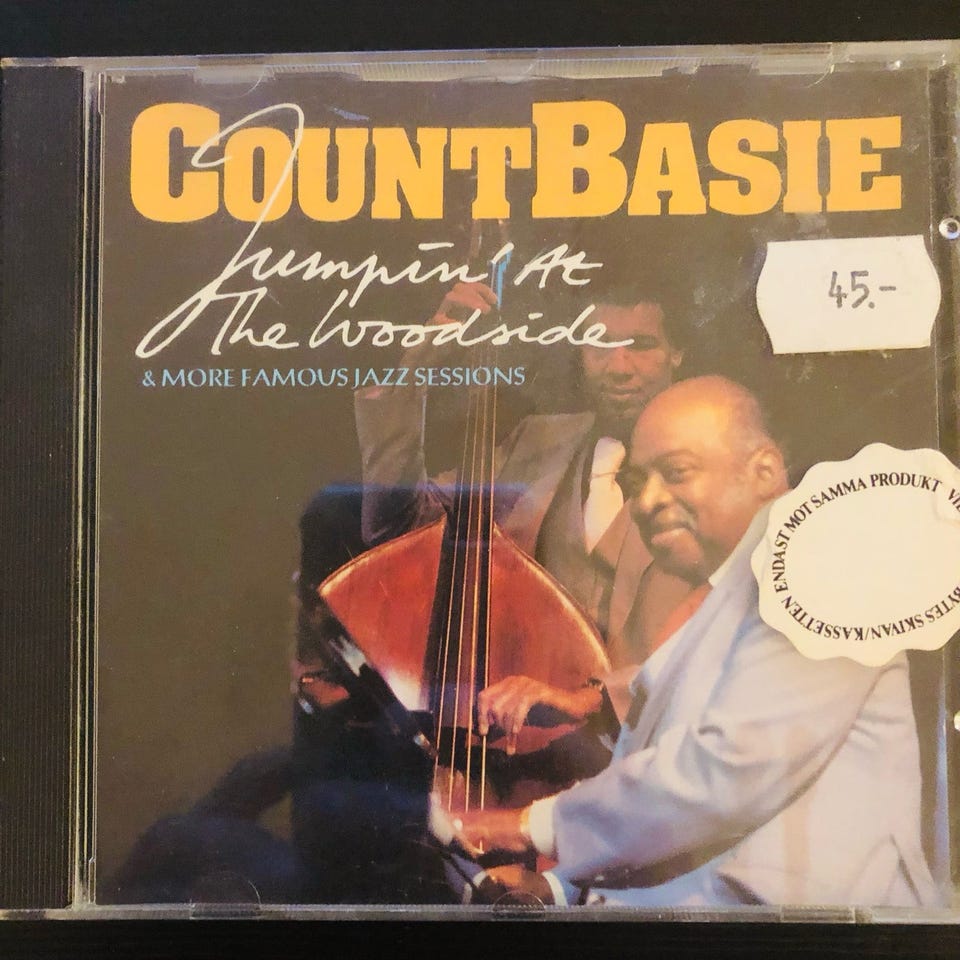 COUNT BASIE
Jumpin' At
The Woodside
& MORE FAMOUS JAZZ SESSIONS
45.-
BYTES SKIVAN/KASSETTEN ENDAST MOT SAMMA PRODUKT